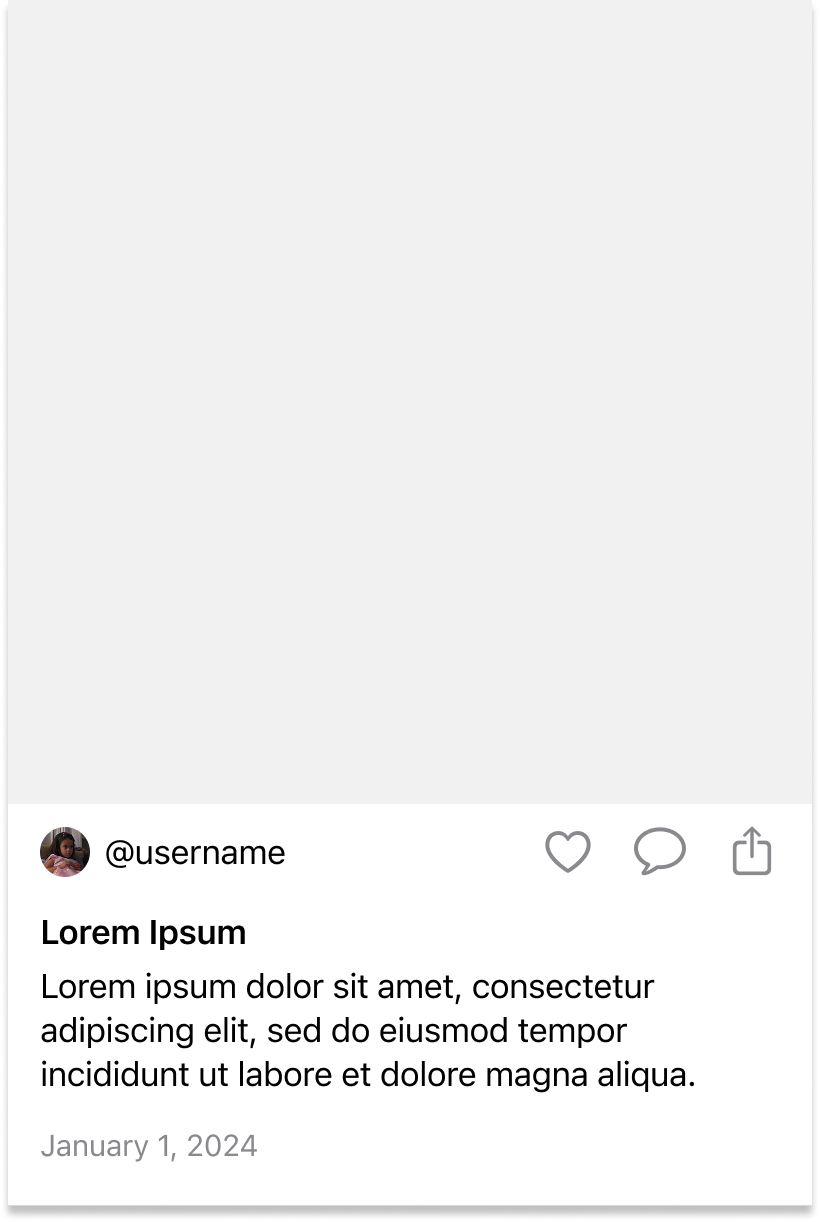 @username
Lorem Ipsum
Lorem ipsum dolor sit amet, consectetur
adipiscing elit, sed do eiusmod tempor
incididunt ut labore et dolore magna aliqua.
January 1, 2024